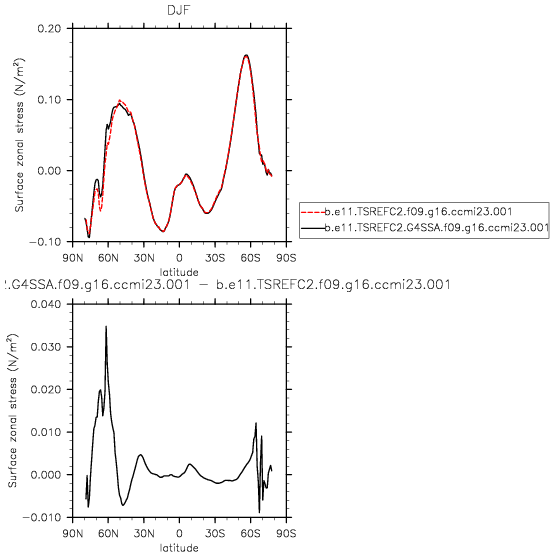 DJF
0.20
0.10
0.00
−0.10
Surface zonal stress (N/m²)
90N 60N 30N 0 30S 60S 90S
latitude
b.e11.TSREFC2.f09.g16.ccmi23.001
b.e11.TSREFC2.G4SSA.f09.g16.ccmi23.001
2.G4SSA.f09.g16.ccmi23.001 − b.e11.TSREFC2.f09.g16.ccmi23.001
0.040
0.030
0.020
0.010
0.000
−0.010
Surface zonal stress (N/m²)
90N 60N 30N 0 30S 60S 90S
latitude